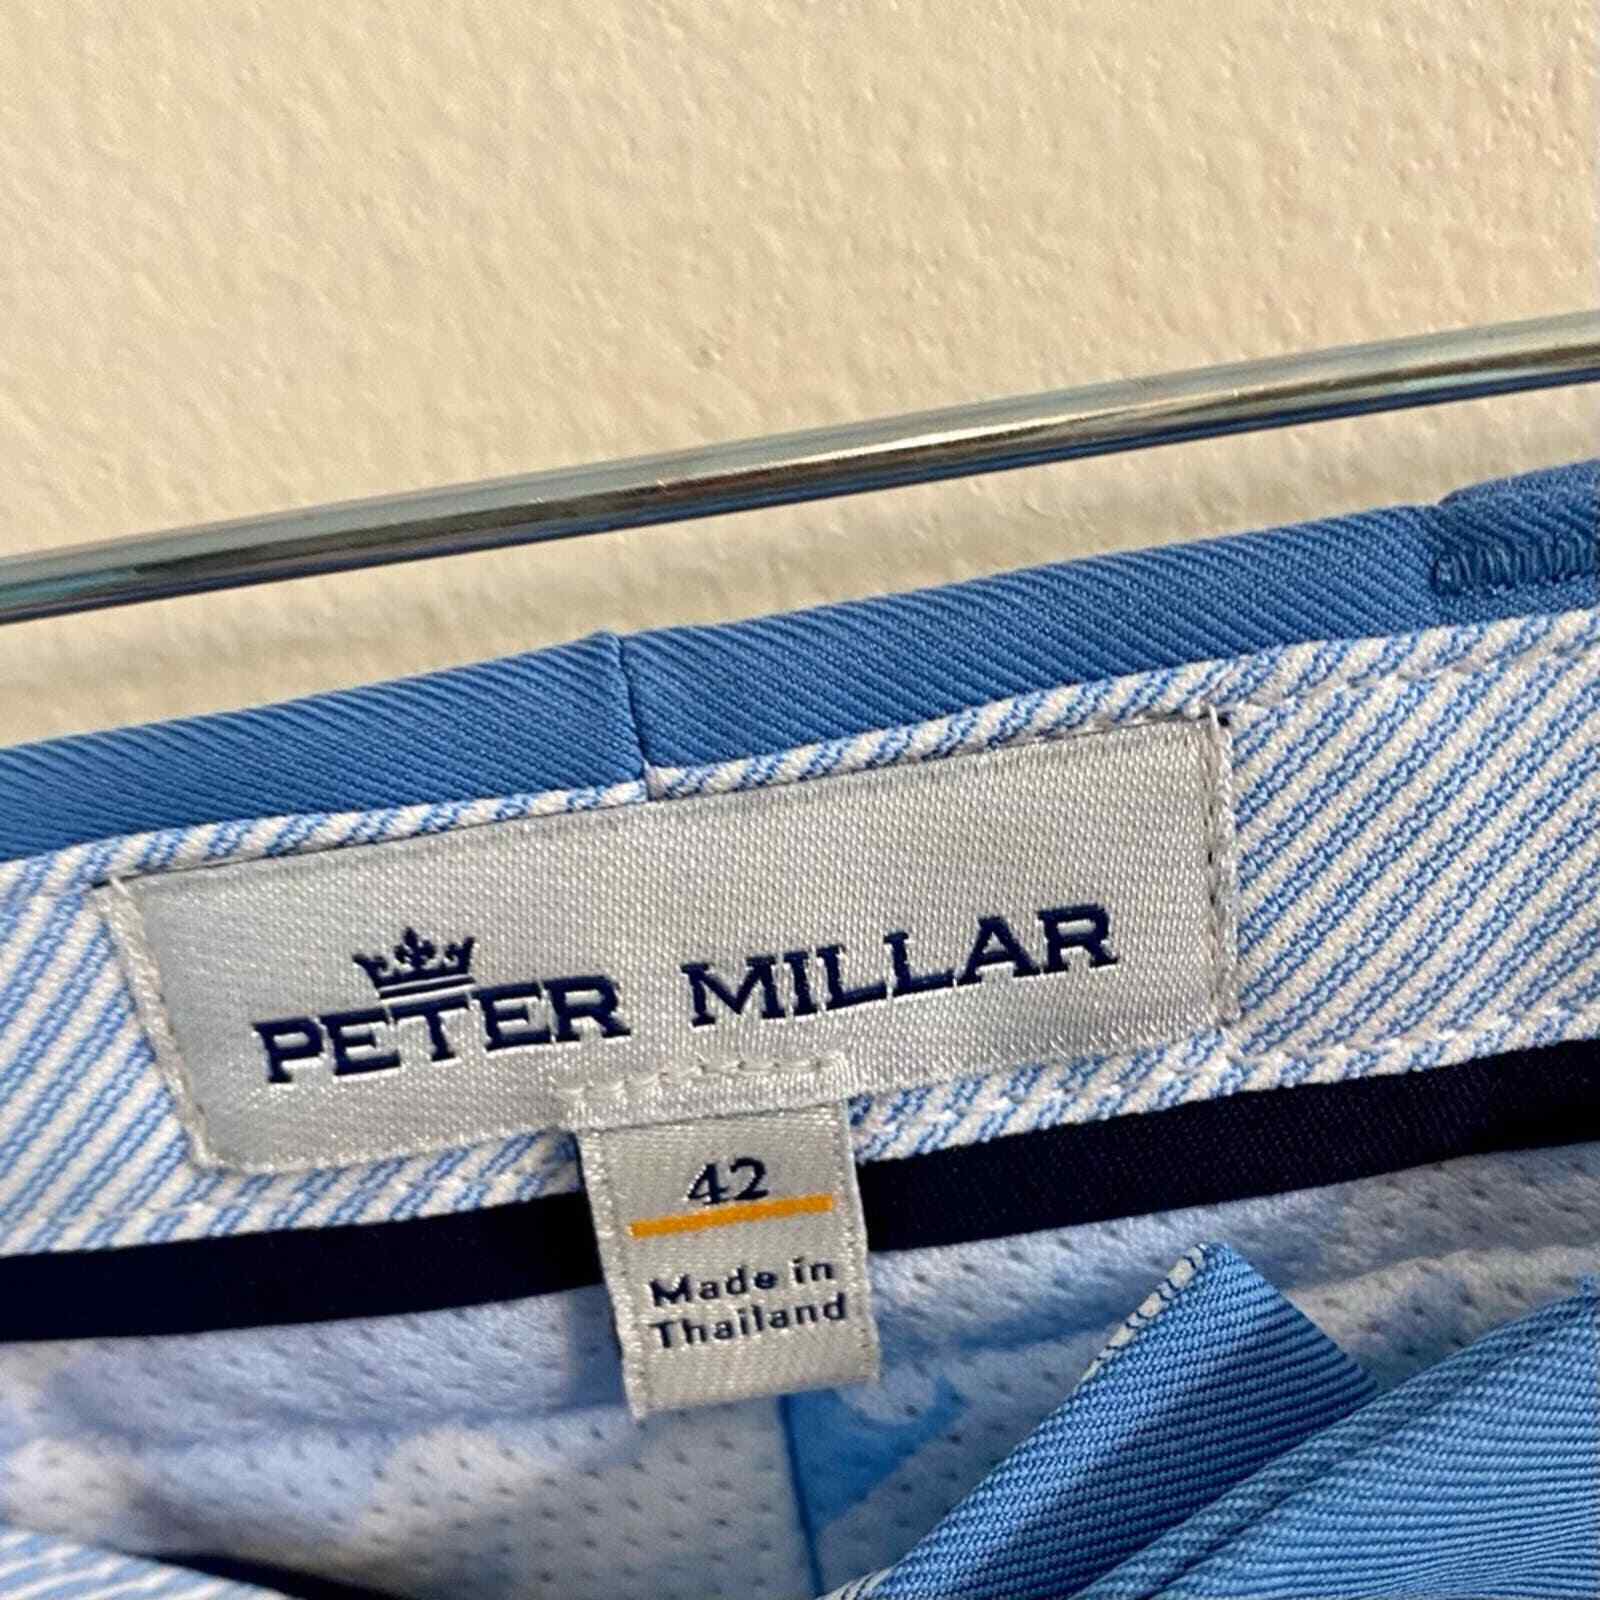 PETER MILLAR
42
Made in
Thailand